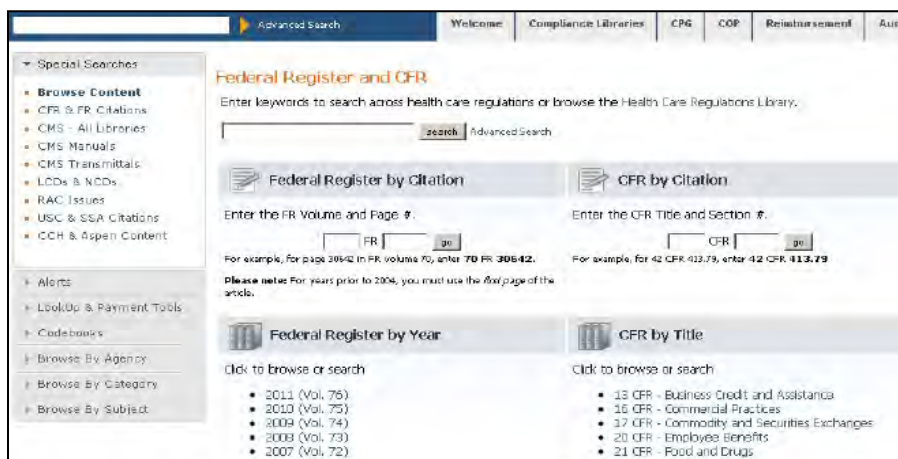 Advanced Search
Welcome
Compliance Libraries
CPG
COP
Reimbursement
Special Searches
Browse Content
CFR & FR Citations
CMS - All Libraries
CMS Manuals
CMS Transmittals
LCDs & NCDs
RAC Issues
USC & SSA Citations
CCH & Aspen Content
Alerts
LookUp & Payment Tools
Codebooks
Browse By Agency
Browse By Category
Browse By Subject
Federal Register and CFR
Enter keywords to search across health care regulations or browse the Health Care Regulations Library.
search Advanced Search
Federal Register by Citation
Enter the FR Volume and Page #.
FR go
For example, for page 30642 in FR volume 70, enter 70 FR 30642.
Please note: For years prior to 2004, you must use the first page of the
article.
CFR by Citation
Enter the CFR Title and Section #.
CFR go
For example, for 42 CFR 413.79, enter 42 CFR 413.79
Federal Register by Year
Click to browse or search
2011 (Vol. 76)
2010 (Vol. 75)
2009 (Vol. 74)
2008 (Vol. 73)
2007 (Vol. 72)
CFR by Title
Click to browse or search
13 CFR - Business Credit and Assistance
16 CFR - Commercial Practices
17 CFR - Commodity and Securities Exchanges
20 CFR - Employee Benefits
21 CFR - Food and Drugs